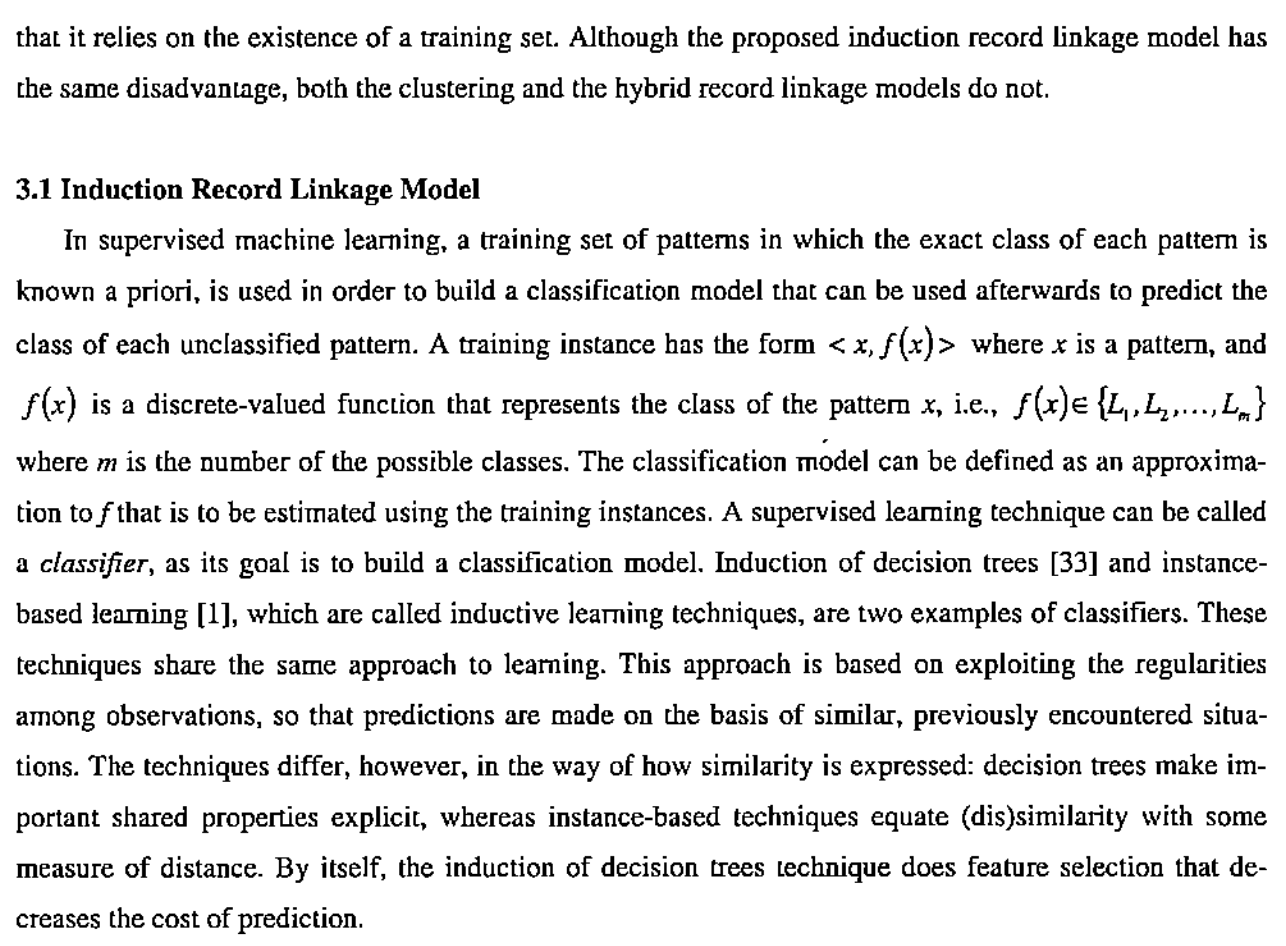 that it relies on the existence of a training set. Although the proposed induction record linkage model has
the same disadvantage, both the clustering and the hybrid record linkage models do not.
3.1 Induction Record Linkage Model
In supervised machine learning, a training set of patterns in which the exact class of each pattern is
known a priori, is used in order to build a classification model that can be used afterwards to predict the
class of each unclassified pattern. A training instance has the form < x, f(x) > where x is a pattern, and
f(x) is a discrete-valued function that represents the class of the pattern x, i.e., f(x)∈ {L₁, L₂,..., Lₘ}
where m is the number of the possible classes. The classification model can be defined as an approxima-
tion to f that is to be estimated using the training instances. A supervised learning technique can be called
a classifier, as its goal is to build a classification model. Induction of decision trees [33] and instance-
based learning [1], which are called inductive learning techniques, are two examples of classifiers. These
techniques share the same approach to learning. This approach is based on exploiting the regularities
among observations, so that predictions are made on the basis of similar, previously encountered situa-
tions. The techniques differ, however, in the way of how similarity is expressed: decision trees make im-
portant shared properties explicit, whereas instance-based techniques equate (dis)similarity with some
measure of distance. By itself, the induction of decision trees technique does feature selection that de-
creases the cost of prediction.